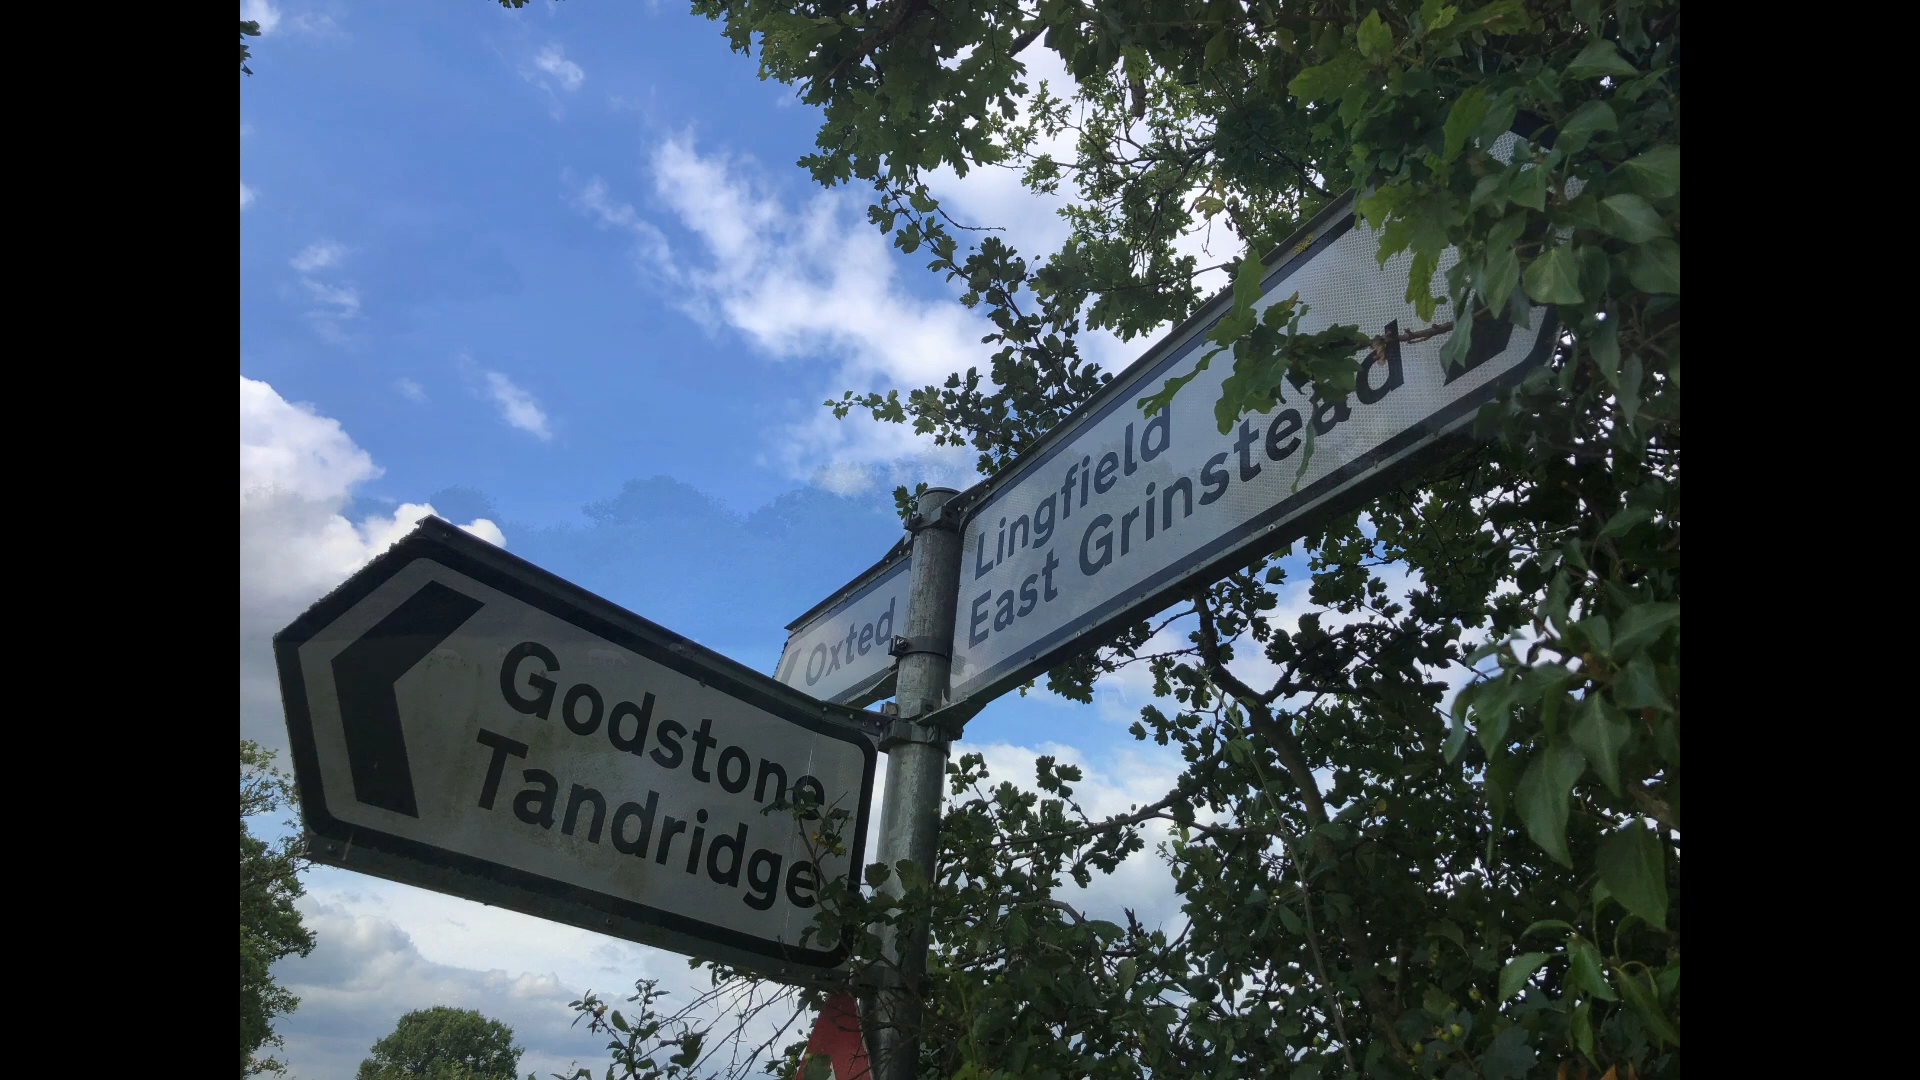 Godstone
Tandridge
Oxted
Lingfield
East Grinstead